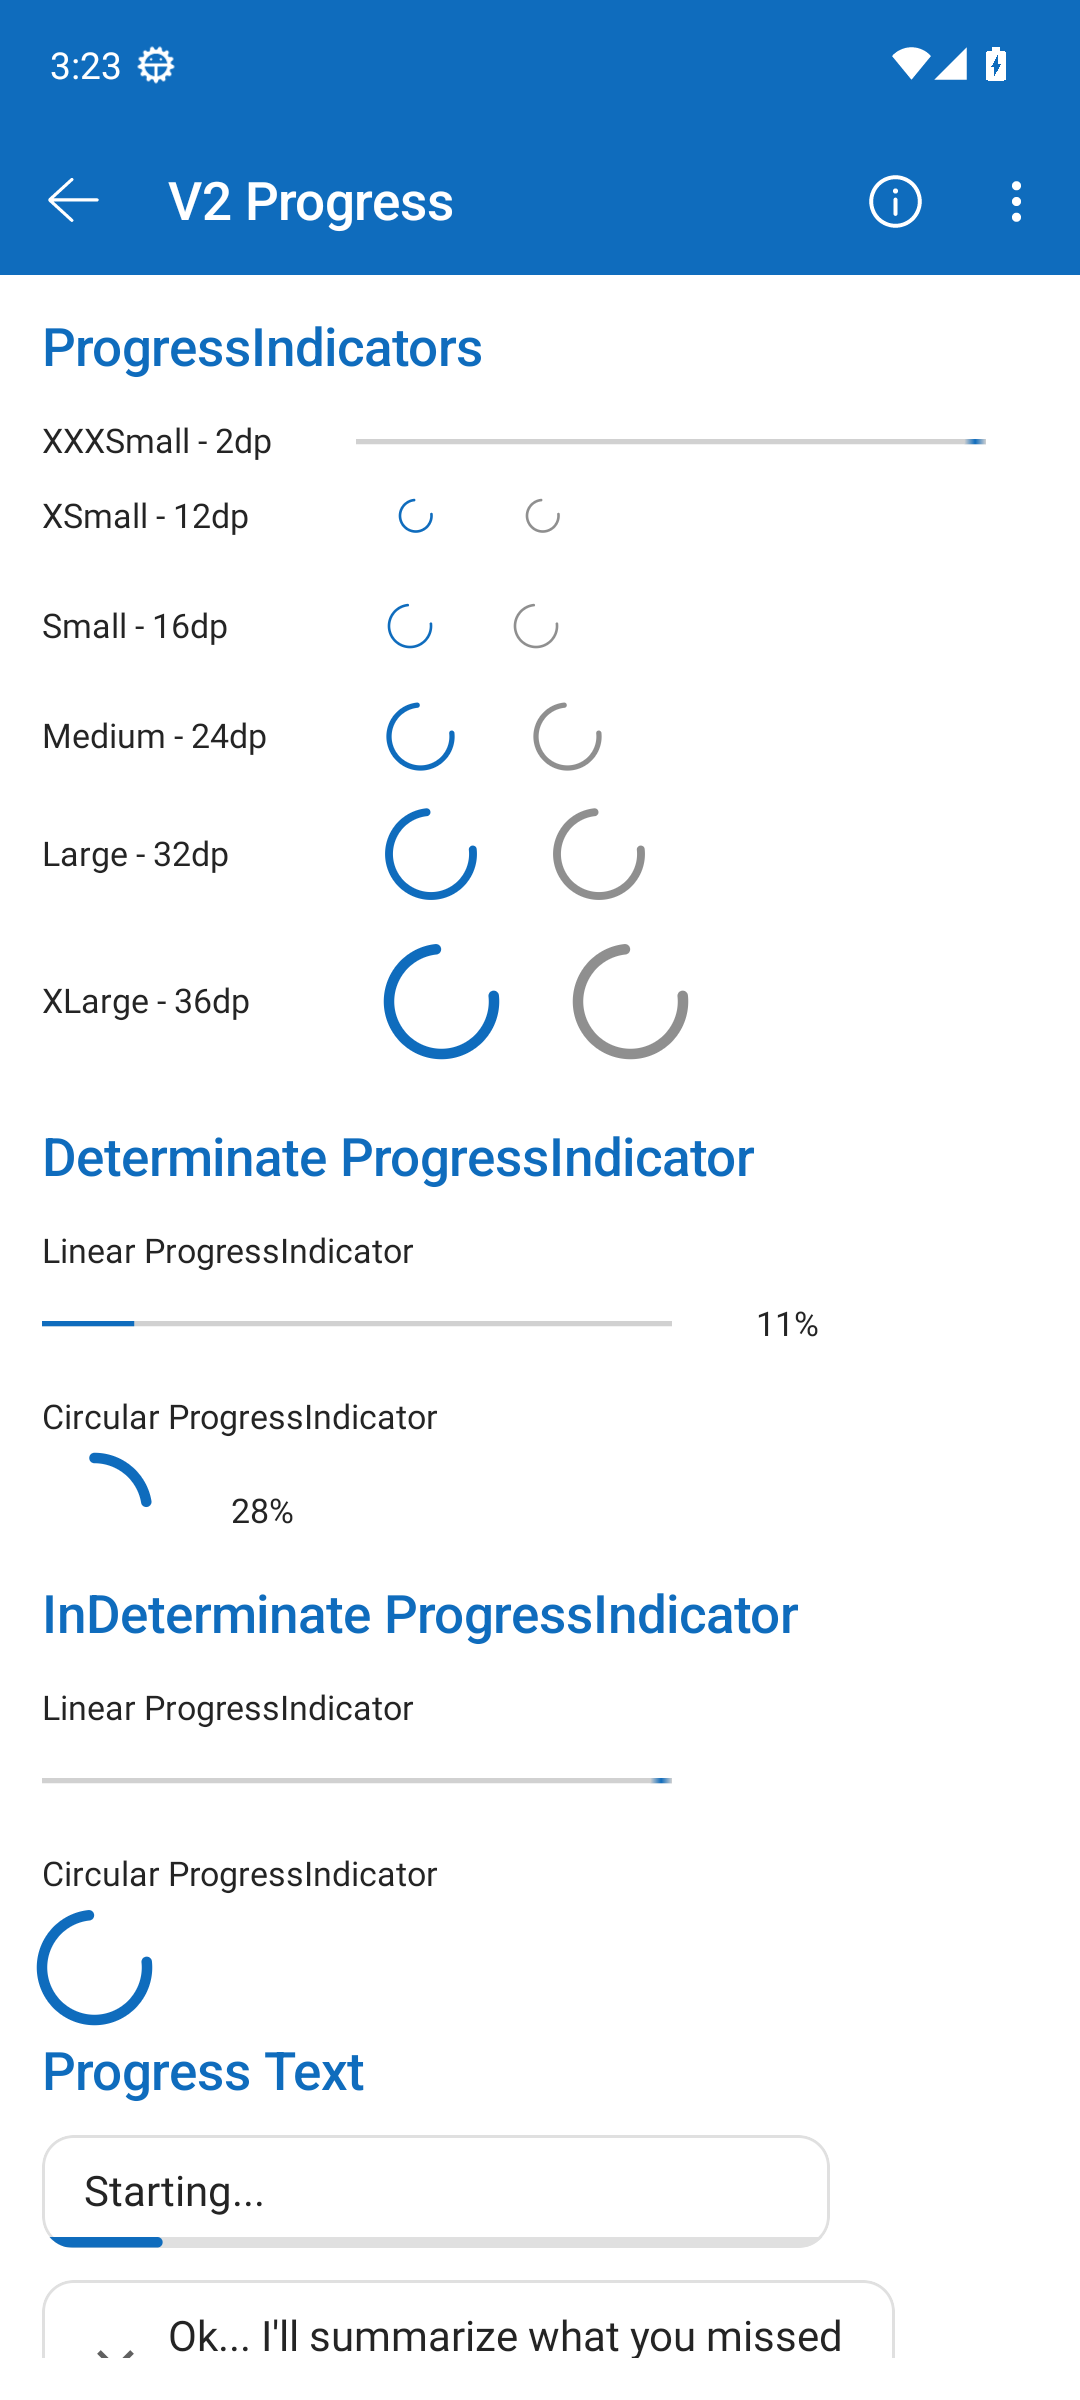 3:23
V2 Progress
ProgressIndicators
XXXSmall - 2dp
XSmall - 12dp
Small - 16dp
Medium - 24dp
Large - 32dp
XLarge - 36dp
Determinate ProgressIndicator
Linear ProgressIndicator
11%
Circular ProgressIndicator
28%
InDeterminate ProgressIndicator
Linear ProgressIndicator
Circular ProgressIndicator
Progress Text
Starting...
Ok... I'll summarize what you missed